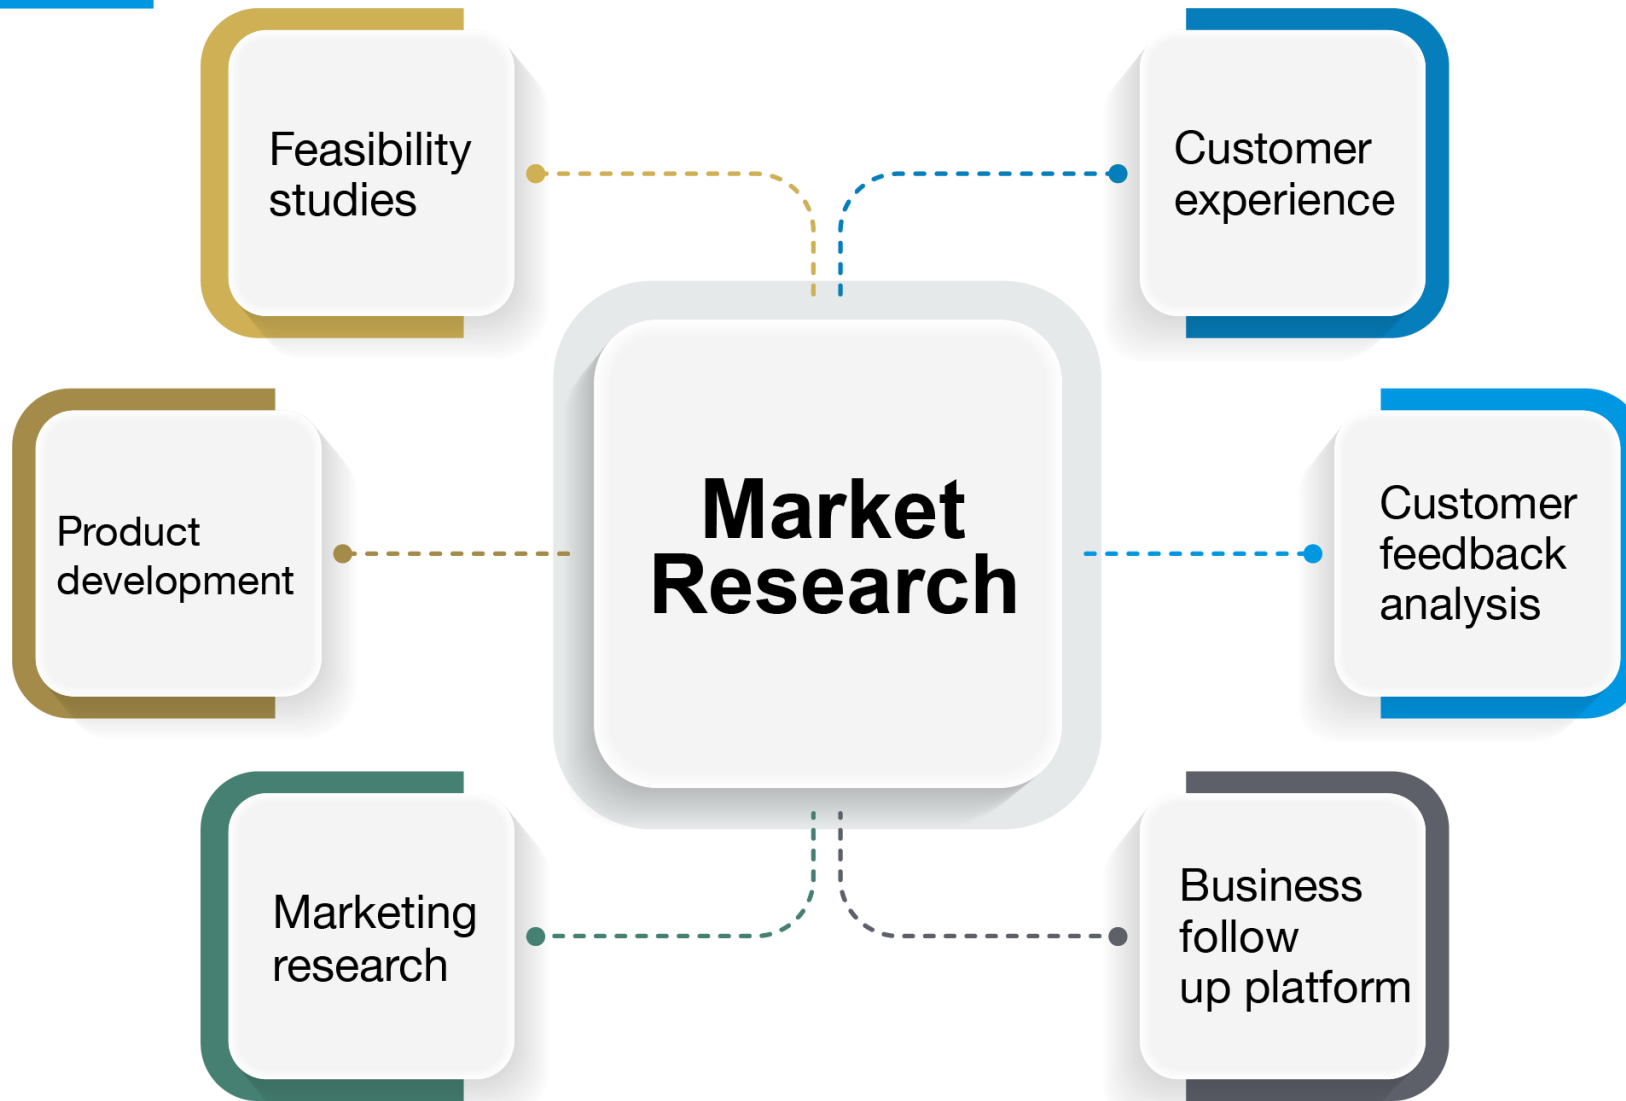 Feasibility
studies
Customer
experience
Product
development
Market
Research
Customer
feedback
analysis
Marketing
research
Business
follow
up platform